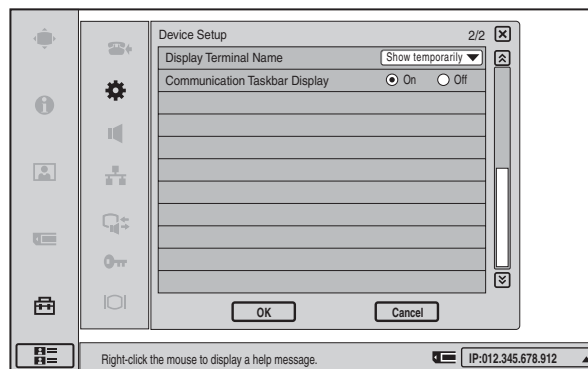 Device Setup 2/2
Display Terminal Name Show temporarily
Communication Taskbar Display On Off
OK Cancel
Right-click the mouse to display a help message. IP:012.345.678.912